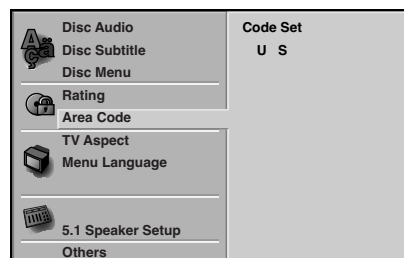 Disc Audio
Disc Subtitle
Disc Menu
Rating
Area Code
TV Aspect
Menu Language
5.1 Speaker Setup
Others
Code Set
U S